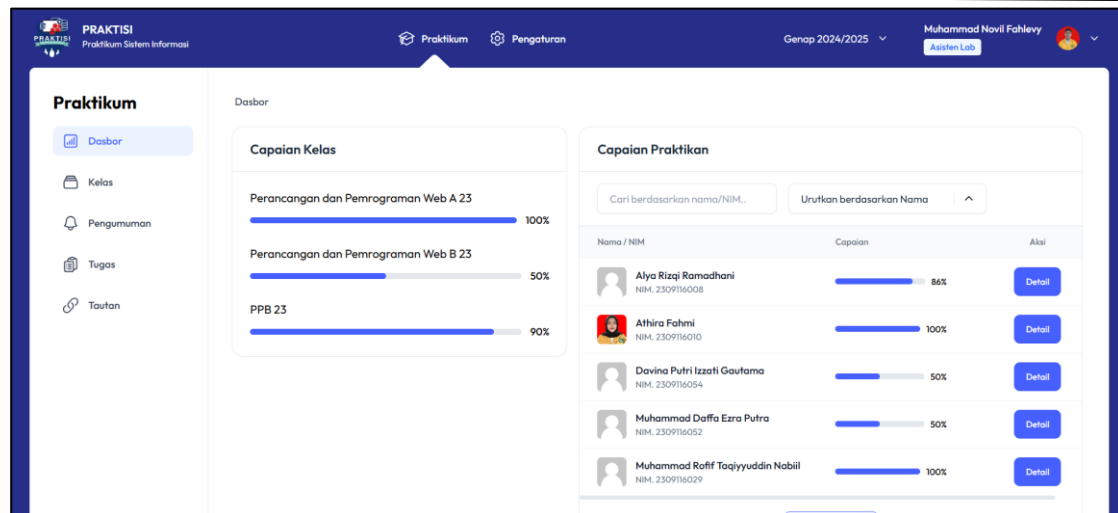 PRAKTISI
PRAKTISI
Praktikum Sistem Informasi
Praktikum
Pengaturan
Genap 2024/2025
Muhammad Novil Fahlevy
Asisten Lab
Praktikum
Dasbor
Kelas
Pengumuman
Tugas
Tautan
Dasbor
Capaian Kelas
Perancangan dan Pemrograman Web A 23
100%
Perancangan dan Pemrograman Web B 23
50%
PPB 23
90%
Capaian Praktikan
Cari berdasarkan nama/NIM..
Urutkan berdasarkan Nama
Nama / NIM Capaian Aksi
Alya Rizqi Ramadhani
NIM. 2309116008
86%
Detail
Athira Fahmi
NIM. 2309116010
100%
Detail
Davina Putri Izzati Gautama
NIM. 2309116054
50%
Detail
Muhammad Daffa Ezra Putra
NIM. 2309116052
50%
Detail
Muhammad Rofif Taqiyyuddin Nabiil
NIM. 2309116029
100%
Detail